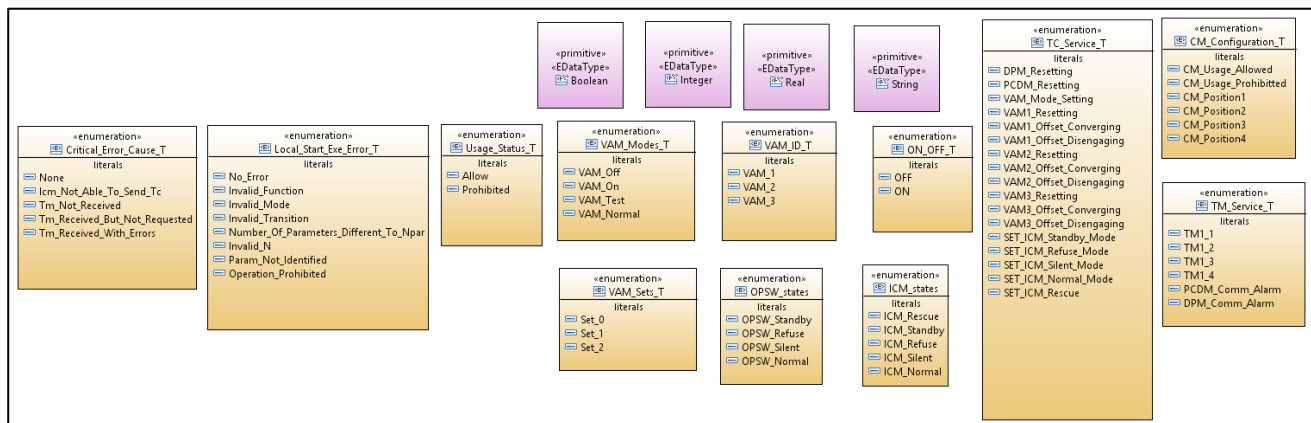 «primitive»
«EDataType»
Boolean
«primitive»
«EDataType»
Integer
«primitive»
«EDataType»
Real
«primitive»
«EDataType»
String
«enumeration»
TC_Service_T
literals
DPM_Resetting
PCDM_Resetting
VAM_Mode_Setting
VAM1_Resetting
VAM1_Offset_Converging
VAM1_Offset_Disengaging
VAM2_Resetting
VAM2_Offset_Converging
VAM2_Offset_Disengaging
VAM3_Resetting
VAM3_Offset_Converging
VAM3_Offset_Disengaging
SET_ICM_Standby_Mode
SET_ICM_Refuse_Mode
SET_ICM_Silent_Mode
SET_ICM_Normal_Mode
SET_ICM_Rescue
«enumeration»
CM_Configuration_T
literals
CM_Usage_Allowed
CM_Usage_Prohibitted
CM_Position1
CM_Position2
CM_Position3
CM_Position4
«enumeration»
Critical_Error_Cause_T
literals
None
Icm_Not_Able_To_Send_Tc
Tm_Not_Received
Tm_Received_But_Not_Requested
Tm_Received_With_Errors
«enumeration»
Local_Start_Exe_Error_T
literals
No_Error
Invalid_Function
Invalid_Mode
Invalid_Transition
Number_Of_Parameters_Different_To_Npar
Invalid_N
Param_Not_Identified
Operation_Prohibited
«enumeration»
Usage_Status_T
literals
Allow
Prohibited
«enumeration»
VAM_Modes_T
literals
VAM_Off
VAM_On
VAM_Test
VAM_Normal
«enumeration»
VAM_ID_T
literals
VAM_1
VAM_2
VAM_3
«enumeration»
ON_OFF_T
literals
OFF
ON
«enumeration»
TM_Service_T
literals
TM1_1
TM1_2
TM1_3
TM1_4
PCDM_Comm_Alarm
DPM_Comm_Alarm
«enumeration»
VAM_Sets_T
literals
Set_0
Set_1
Set_2
«enumeration»
OPSW_states
literals
OPSW_Standby
OPSW_Refuse
OPSW_Silent
OPSW_Normal
«enumeration»
ICM_states
literals
ICM_Rescue
ICM_Standby
ICM_Refuse
ICM_Silent
ICM_Normal